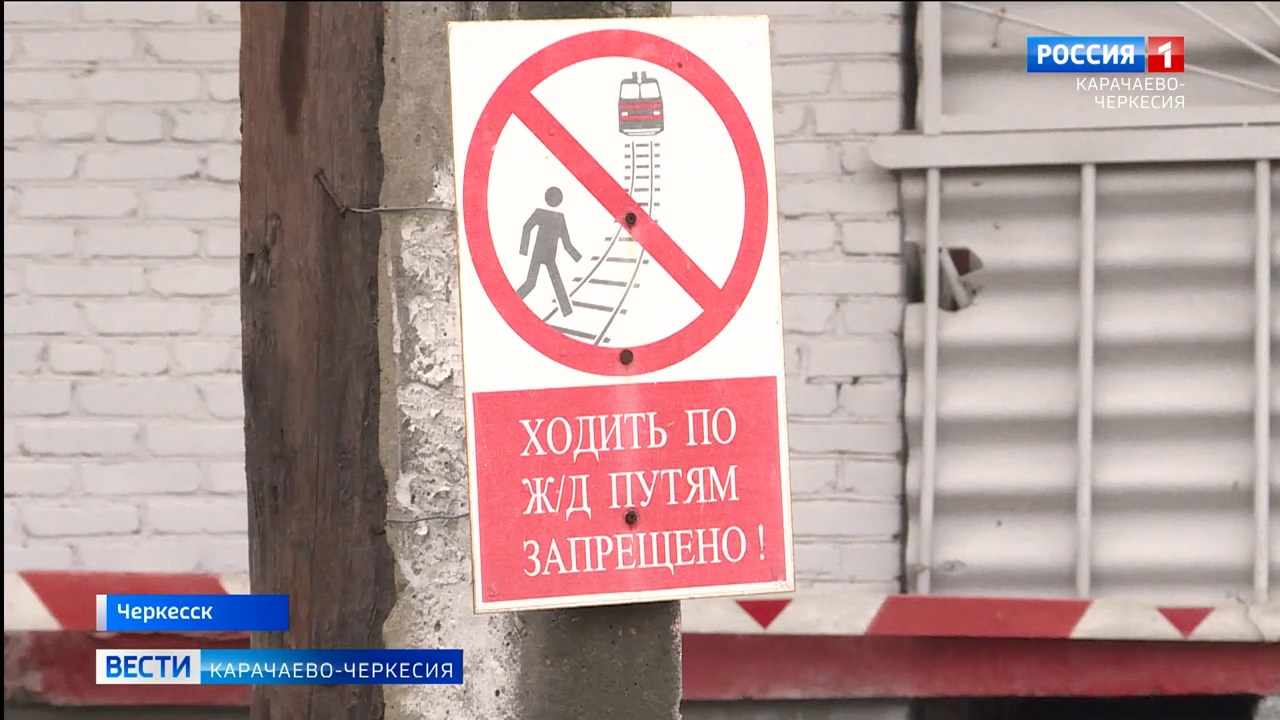 РОССИЯ 1
КАРАЧАЕВО-
ЧЕРКЕСИЯ
ХОДИТЬ ПО
Ж/Д ПУТЯМ
ЗАПРЕЩЕНО !
Черкесск
ВЕСТИ КАРАЧАЕВО-ЧЕРКЕСИЯ